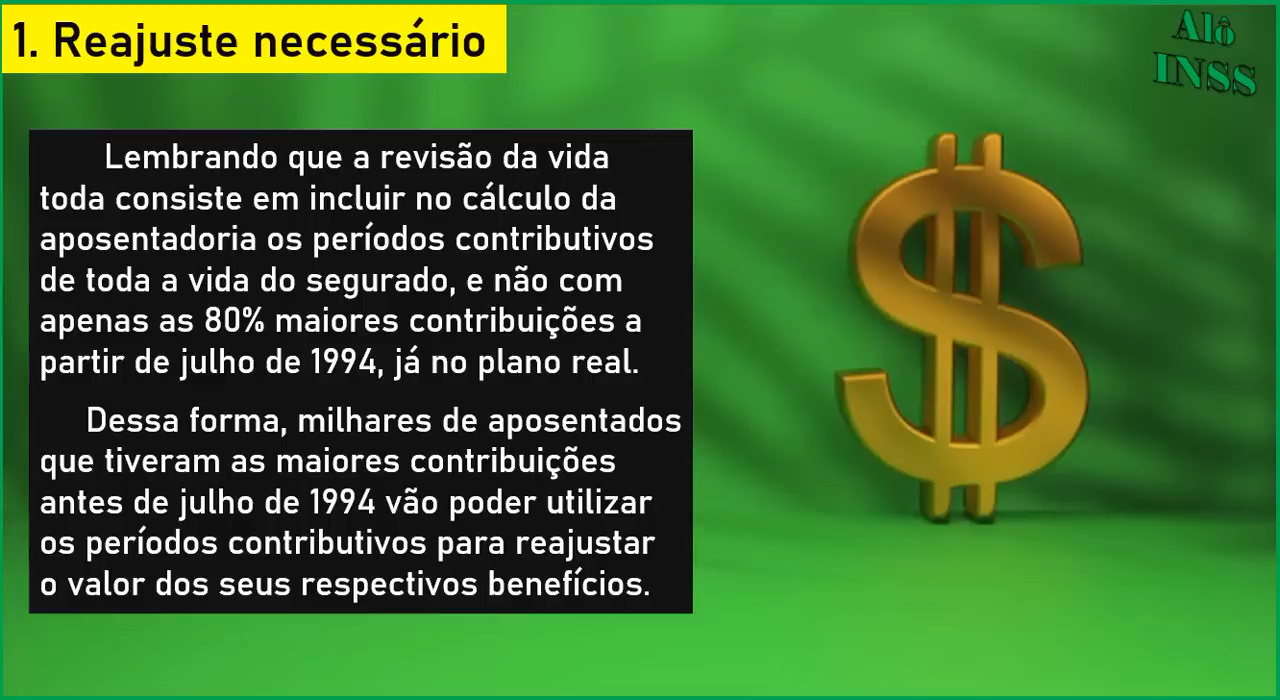 1. Reajuste necessário
Alô
INSS
Lembrando que a revisão da vida
toda consiste em incluir no cálculo da
aposentadoria os períodos contributivos
de toda a vida do segurado, e não com
apenas as 80% maiores contribuições a
partir de julho de 1994, já no plano real.
Dessa forma, milhares de aposentados
que tiveram as maiores contribuições
antes de julho de 1994 vão poder utilizar
os períodos contributivos para reajustar
o valor dos seus respectivos benefícios.